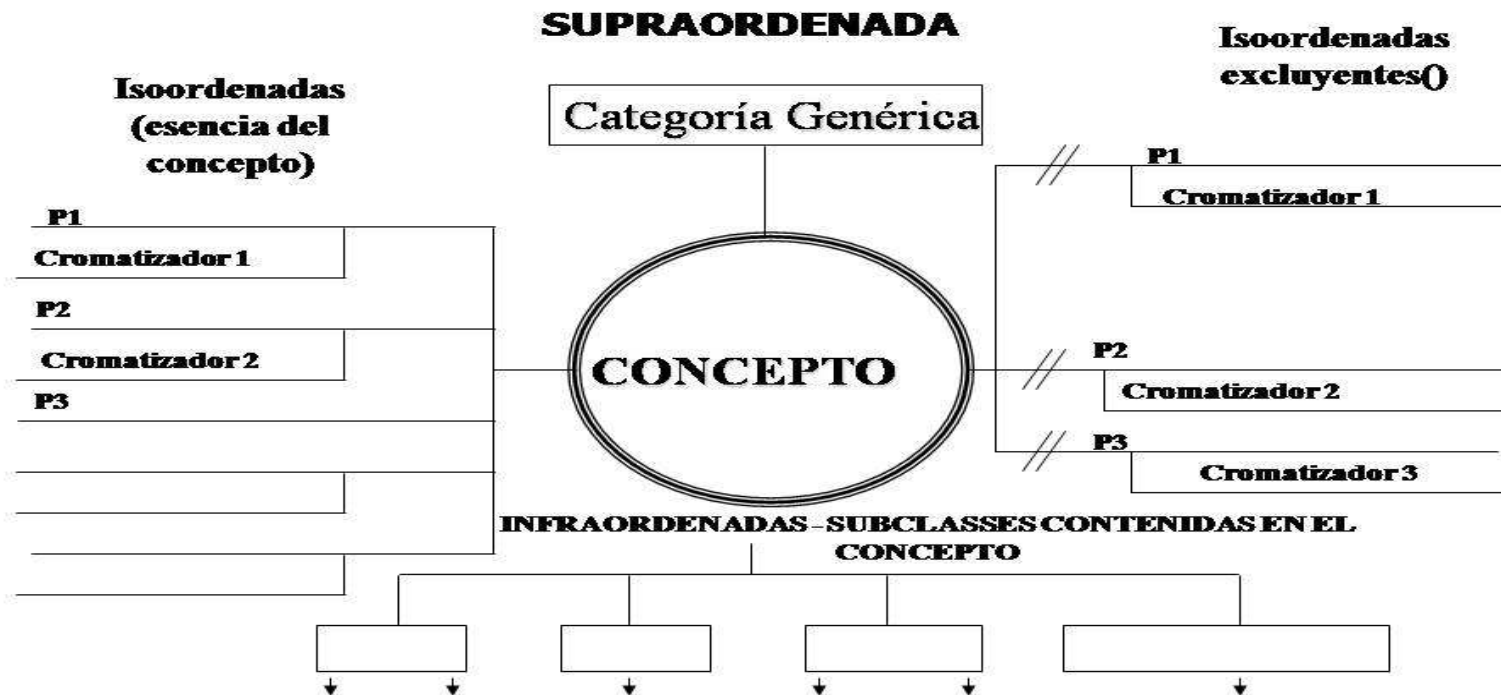 SUPRAORDENADA
Isoordenadas
(esencia del
concepto)
Categoría Genérica
Isoordenadas
excluyentes()
P1
Cromatizador 1
P2
Cromatizador 2
P3
CONCEPTO
P1
Cromatizador 1
P2
Cromatizador 2
P3
Cromatizador 3
INFRAORDENADAS - SUBCLASSES CONTENIDAS EN EL
CONCEPTO